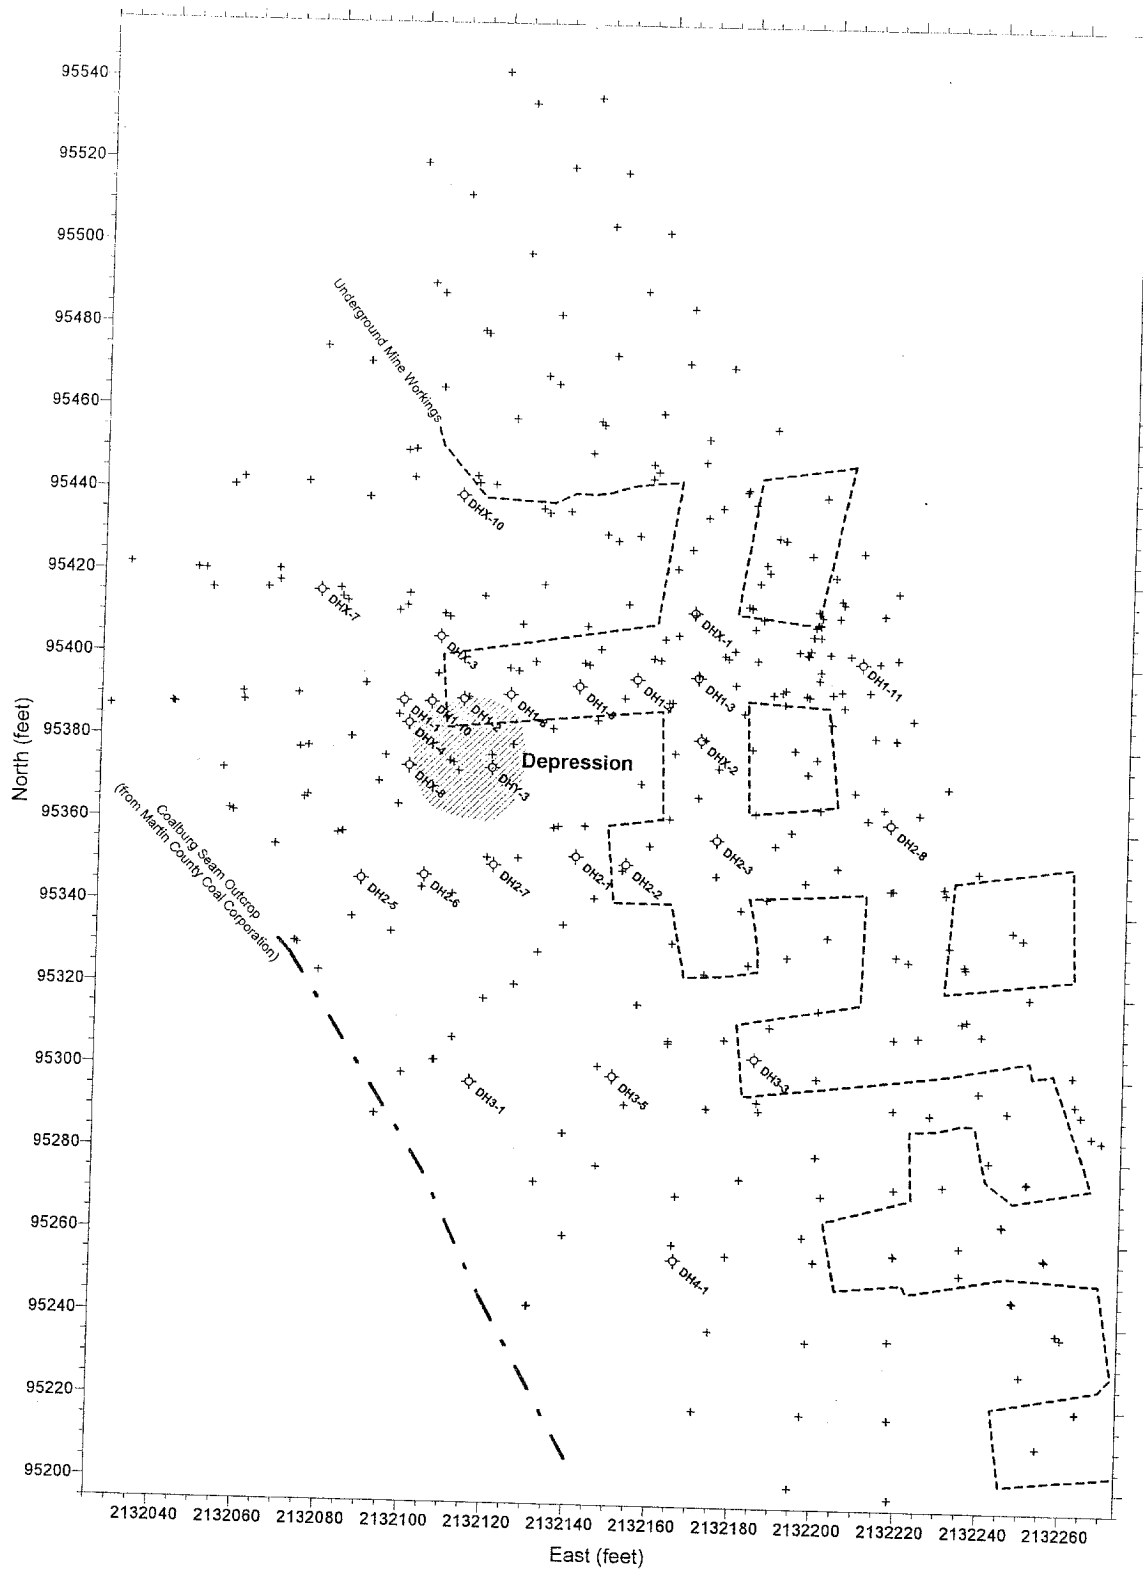 95540
95520
95500
Underground Mine Workings
95480
95460
95440
DHX-10
95420
DHX-7
95400
DHX-1
DHX-3
DH1-11
DH1-3
DH1-1
DH1-10
DH1-2
95380
DHX-4
DHX-2
Depression
DHX-8
DHY-3
95360
Coalburg Seam Outcrop
(from Martin County Coal Corporation)
DH2-8
DH2-3
DH2-1
DH2-2
DH2-7
DH2-6
DH2-5
95340
95320
95300
DH3-3
DH3-5
DH3-1
95280
95260
DH4-1
95240
95220
95200
North (feet)
2132040 2132060 2132080 2132100 2132120 2132140 2132160 2132180 2132200 2132220 2132240 2132260
East (feet)